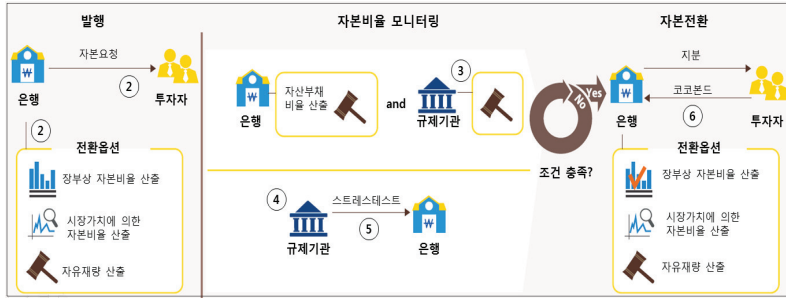 발행
자본요청
②
은행
투자자
②
전환옵션
장부상 자본비율 산출
시장가치에 의한
자본비율 산출
자유재량 산출
자본비율 모니터링
은행
자산부채
비율 산출
and
③
규제기관
④
규제기관
스트레스테스트
⑤
은행
No
Yes
조건 충족?
자본전환
은행
지분
코코본드
⑥
투자자
전환옵션
장부상 자본비율 산출
시장가치에 의한
자본비율 산출
자유재량 산출